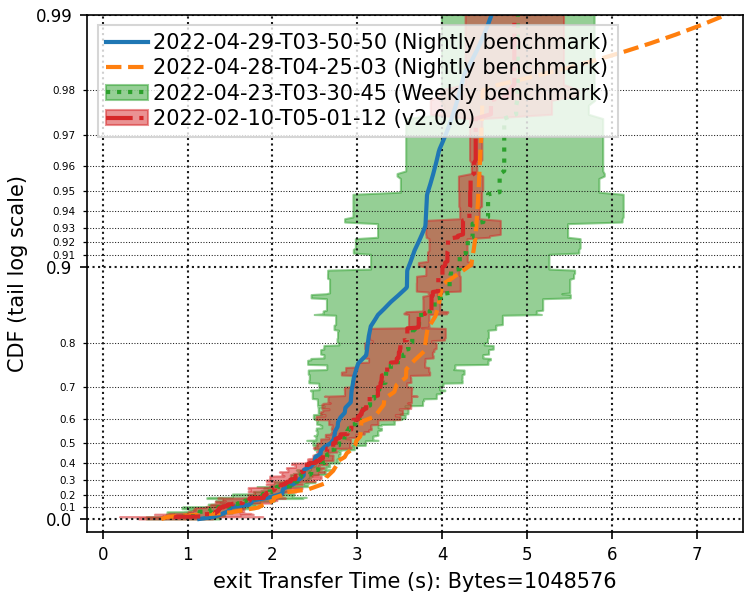 0.99
2022-04-29-T03-50-50 (Nightly benchmark)
2022-04-28-T04-25-03 (Nightly benchmark)
2022-04-23-T03-30-45 (Weekly benchmark)
2022-02-10-T05-01-12 (v2.0.0)
0.98
0.97
0.96
0.95
0.94
0.93
0.92
0.91
0.9
0.8
0.7
0.6
0.5
0.4
0.3
0.2
0.1
0.0
CDF (tail log scale)
0 1 2 3 4 5 6 7
exit Transfer Time (s): Bytes=1048576